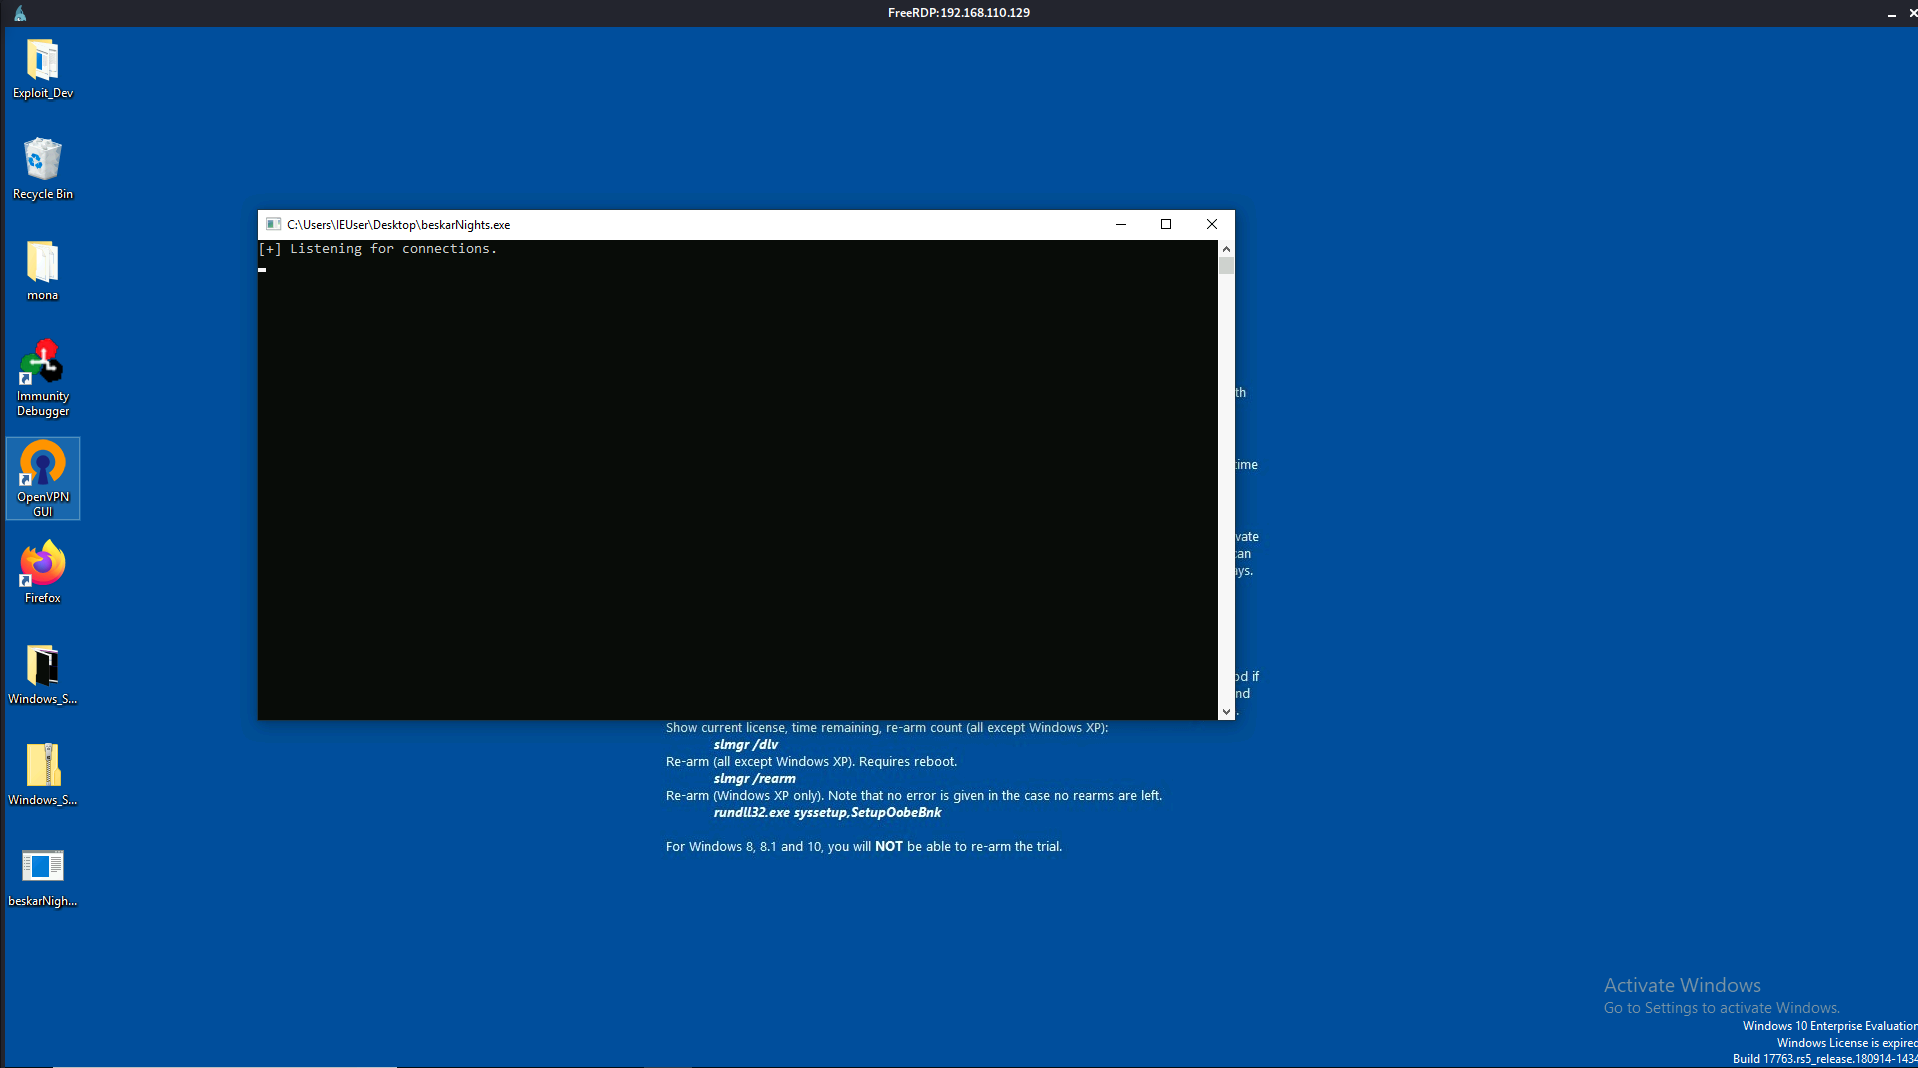 FreeRDP: 192.168.110.129
Exploit_Dev
Recycle Bin
mona
Immunity
Debugger
OpenVPN
GUI
Firefox
Windows_S...
Windows_S...
beskarNigh...
C:\Users\IEUser\Desktop\beskarNights.exe
[+] Listening for connections.
th
time
vate
can
ays.
od if
nd
.
Show current license, time remaining, re-arm count (all except Windows XP):
slmgr /dlv
Re-arm (all except Windows XP). Requires reboot.
slmgr /rearm
Re-arm (Windows XP only). Note that no error is given in the case no rearms are left.
rundll32.exe syssetup,SetupOobeBnk
For Windows 8, 8.1 and 10, you will NOT be able to re-arm the trial.
Activate Windows
Go to Settings to activate Windows.
Windows 10 Enterprise Evaluation
Windows License is expired
Build 17763.rs5_release.180914-1434